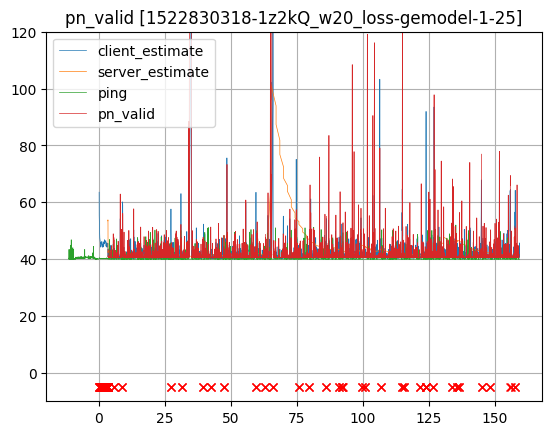 pn_valid [1522830318-1z2kQ_w20_loss-gemodel-1-25]
client_estimate
server_estimate
ping
pn_valid
120
100
80
60
40
20
0
0
25
50
75
100
125
150